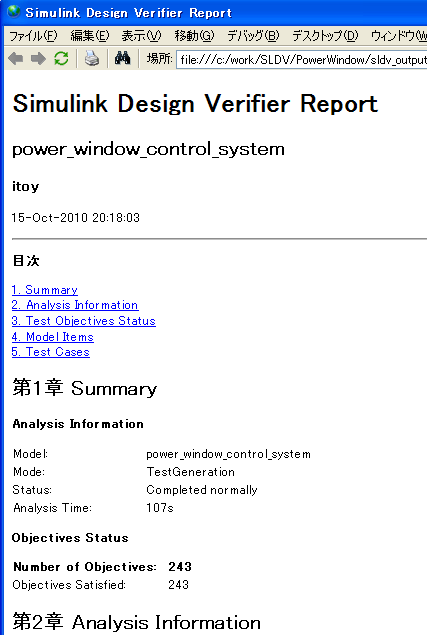 Simulink Design Verifier Report
ファイル(F) 編集(E) 表示(V) 移動(G) デバッグ(B) デスクトップ(D) ウィンドウ(W
場所: file:///c:/work/SLDV/PowerWindow/sldv_output
Simulink Design Verifier Report
power_window_control_system
itoy
15-Oct-2010 20:18:03
目次
1. Summary
2. Analysis Information
3. Test Objectives Status
4. Model Items
5. Test Cases
第1章 Summary
Analysis Information
Model: power_window_control_system
Mode: TestGeneration
Status: Completed normally
Analysis Time: 107s
Objectives Status
Number of Objectives: 243
Objectives Satisfied: 243
第2章 Analysis Information